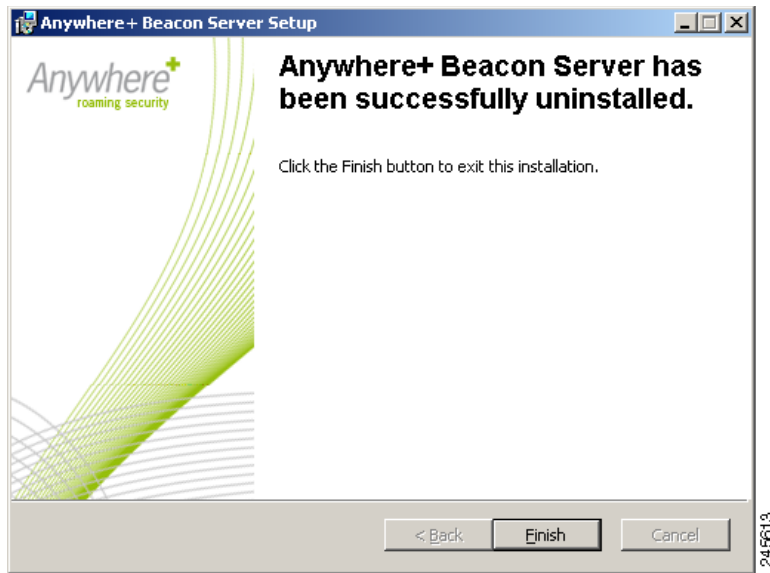 Anywhere+ Beacon Server Setup
Anywhere+
roaming security
Anywhere+ Beacon Server has
been successfully uninstalled.
Click the Finish button to exit this installation.
< Back
Finish
Cancel
245613